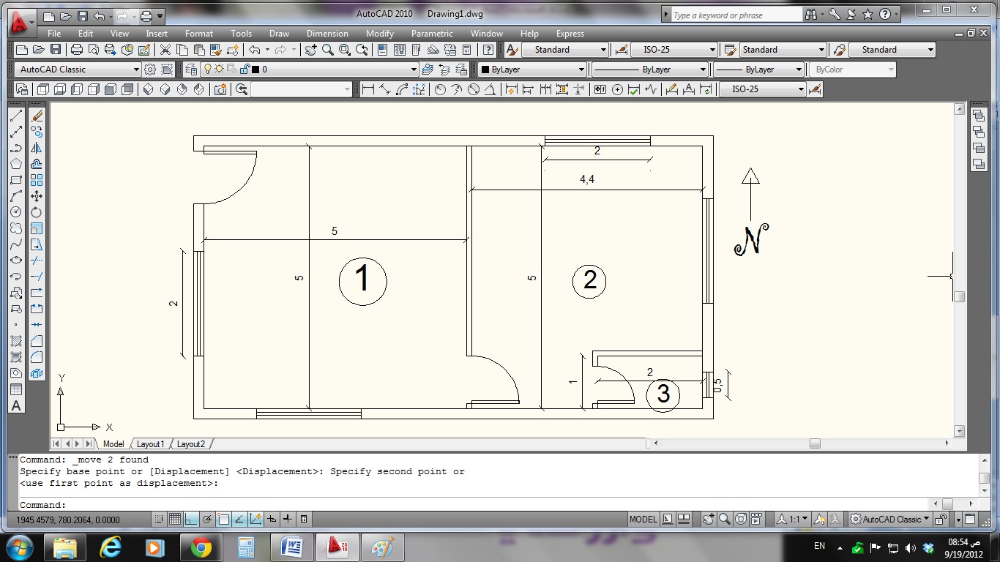 AutoCAD 2010 Drawing1.dwg
Type a keyword or phrase
File Edit View Insert Format Tools Draw Dimension Modify Parametric Window Help Express
Standard ISO-25 Standard Standard
AutoCAD Classic 0 ByLayer ByLayer ByLayer ByColor
ISO-25
2
4,4
N
5
1
5
5
2
2
2
1
3
0,5
Y
X
A
Model Layout1 Layout2
Command: _move 2 found
Specify base point or [Displacement] <Displacement>: Specify second point or
<use first point as displacement>:
Command:
1945.4579, 780.2064, 0.0000
MODEL 1:1 AutoCAD Classic
EN
08:54 ص
9/19/2012